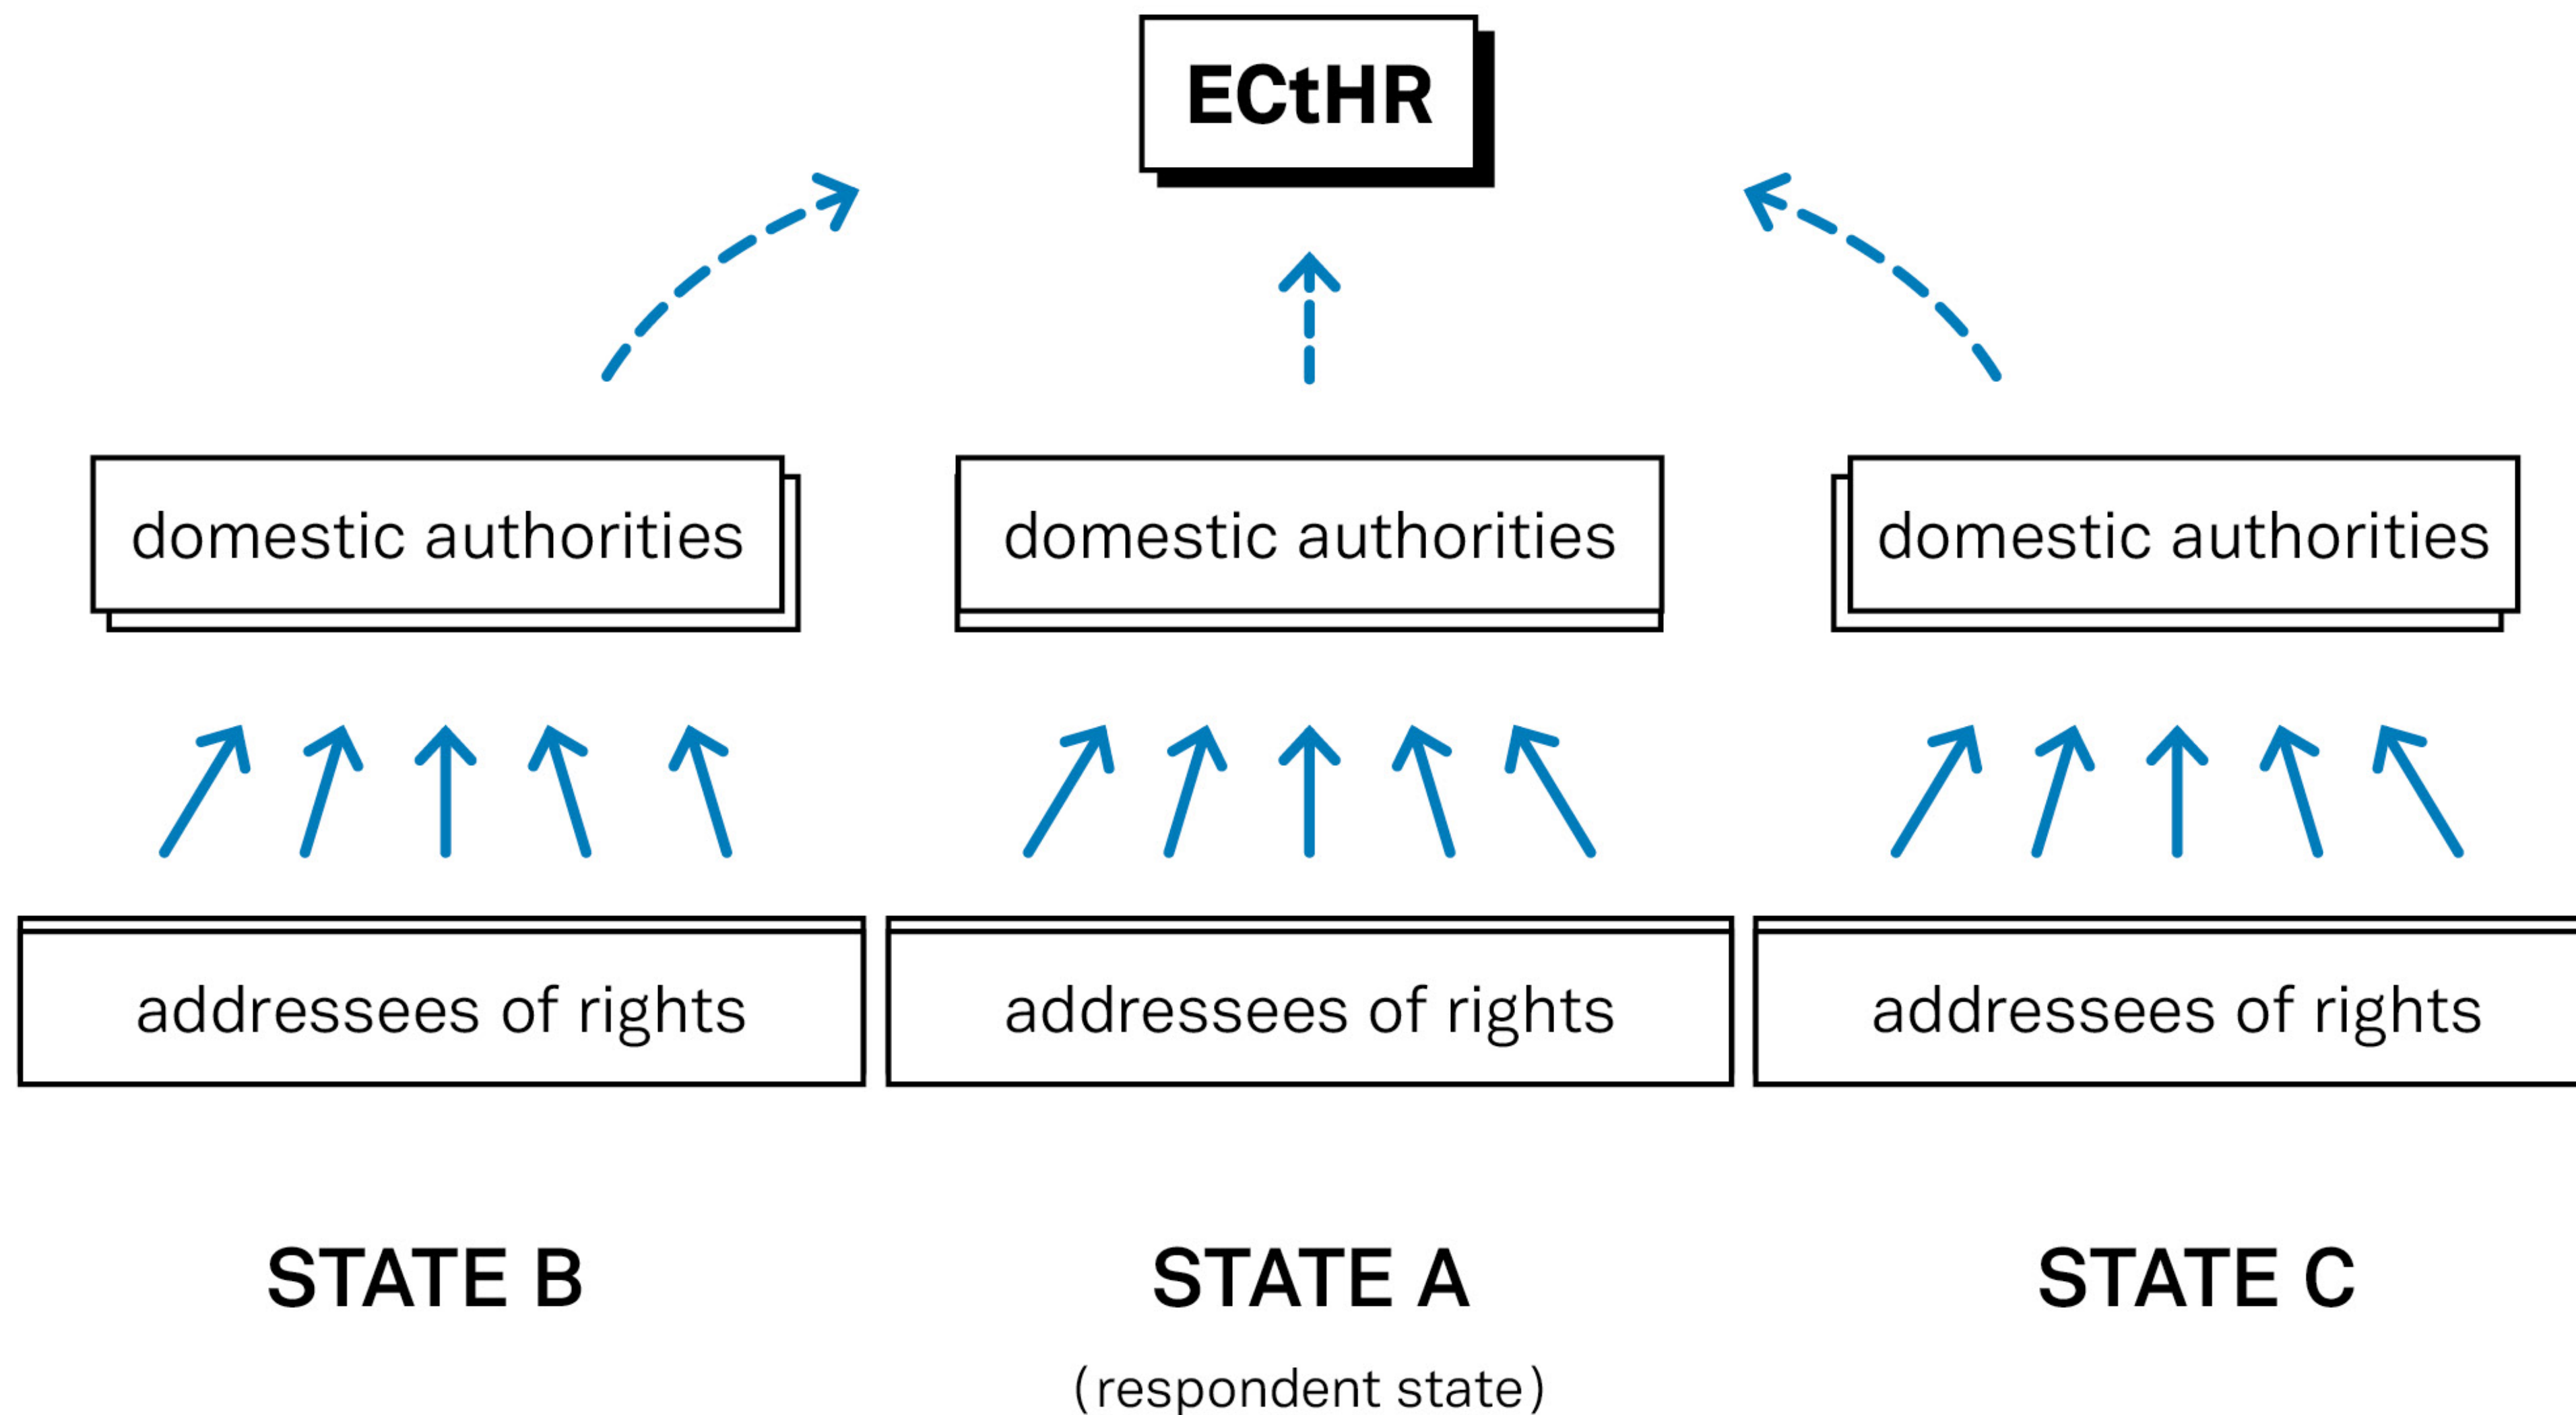 ECtHR
domestic authorities
domestic authorities
domestic authorities
addressees of rights
addressees of rights
addressees of rights
STATE B
STATE A
STATE C
(respondent state)